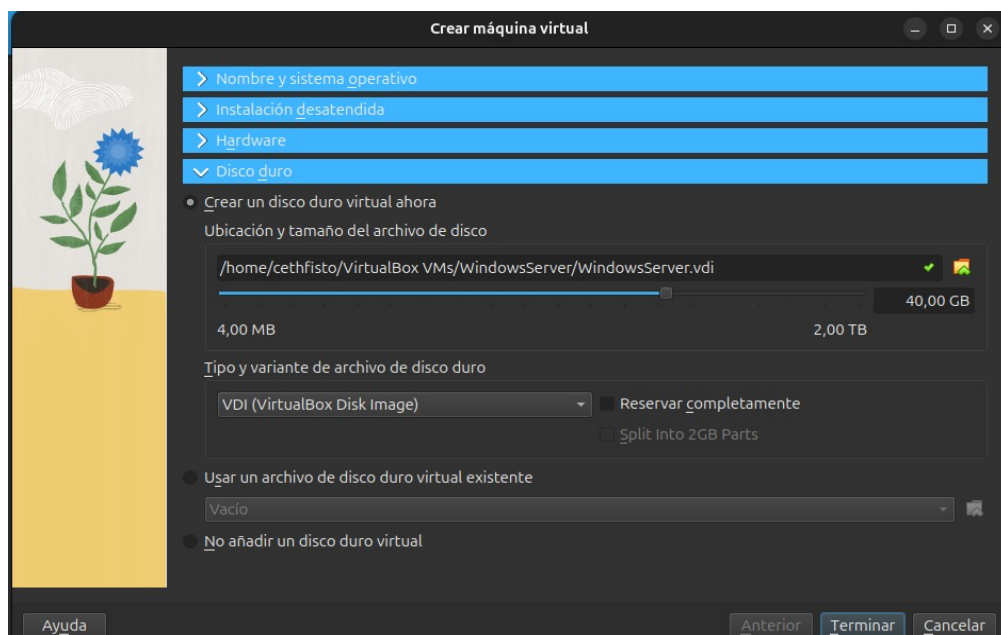 Crear máquina virtual
Nombre y sistema operativo
Instalación desatendida
Hardware
Disco duro
Crear un disco duro virtual ahora
Ubicación y tamaño del archivo de disco
/home/cethfisto/VirtualBox VMs/WindowsServer/WindowsServer.vdi
40,00 GB
4,00 MB 2,00 TB
Tipo y variante de archivo de disco duro
VDI (VirtualBox Disk Image) Reservar completamente
Split Into 2GB Parts
Usar un archivo de disco duro virtual existente
Vacío
No añadir un disco duro virtual
Ayuda Anterior Terminar Cancelar